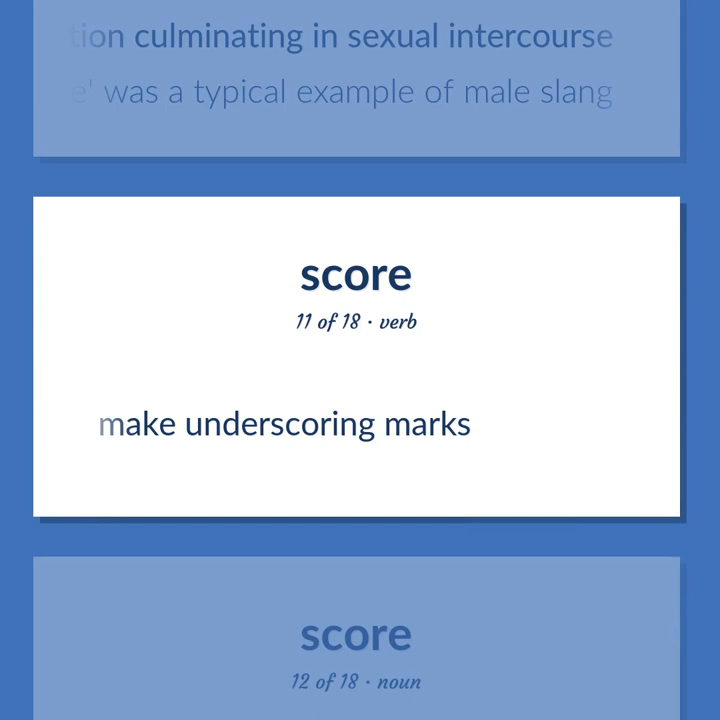 tion culminating in sexual intercourse
e' was a typical example of male slang
score
11 of 18 · verb
make underscoring marks
score
12 of 18 · noun